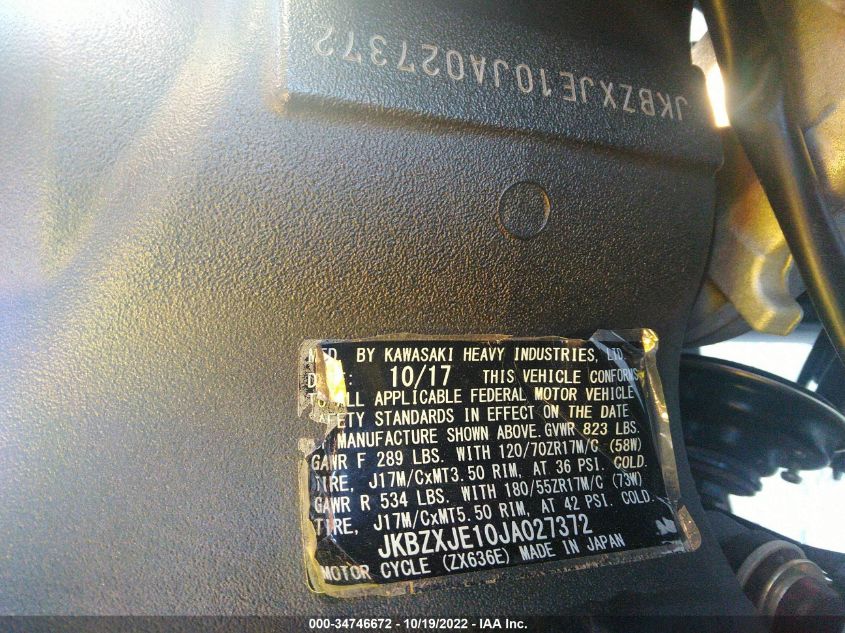 JKBZXJE10JA027372
BY KAWASAKI HEAVY INDUSTRIES, LTD.
10/17 THIS VEHICLE CONFORMS
ALL APPLICABLE FEDERAL MOTOR VEHICLE
SAFETY STANDARDS IN EFFECT ON THE DATE
MANUFACTURE SHOWN ABOVE. GVWR 823 LBS.
GAWR F 289 LBS. WITH 120/70ZR17M/C (58W)
TIRE, J17M/CxMT3.50 RIM, AT 36 PSI. COLD.
GAWR R 534 LBS. WITH 180/55ZR17M/C (73W)
TIRE, J17M/CxMT5.50 RIM, AT 42 PSI. COLD.
JKBZXJE10JA027372
MOTOR CYCLE (ZX636E) MADE IN JAPAN
000-34746672 - 10/19/2022 - IAA Inc.